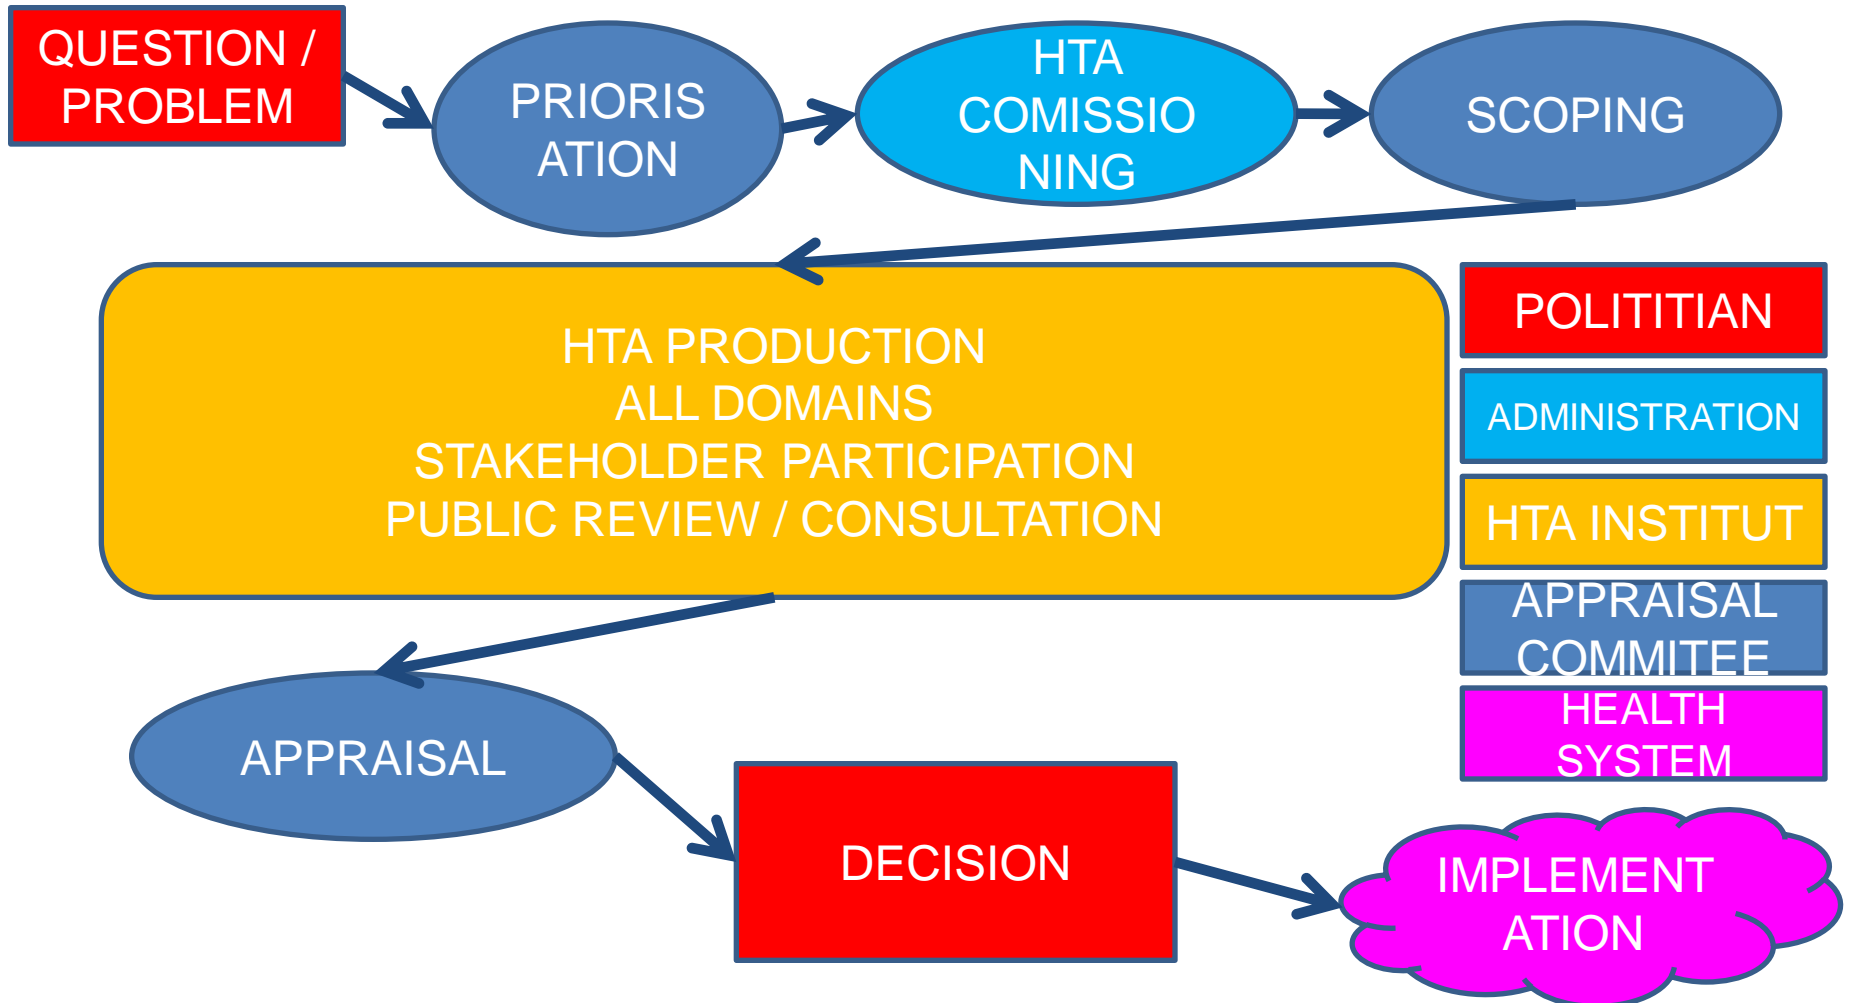 QUESTION /
PROBLEM
PRIORIS
ATION
HTA
COMISSIO
NING
SCOPING
HTA PRODUCTION
ALL DOMAINS
STAKEHOLDER PARTICIPATION
PUBLIC REVIEW / CONSULTATION
POLITITIAN
ADMINISTRATION
HTA INSTITUT
APPRAISAL
COMMITEE
HEALTH
SYSTEM
APPRAISAL
DECISION
IMPLEMENT
ATION